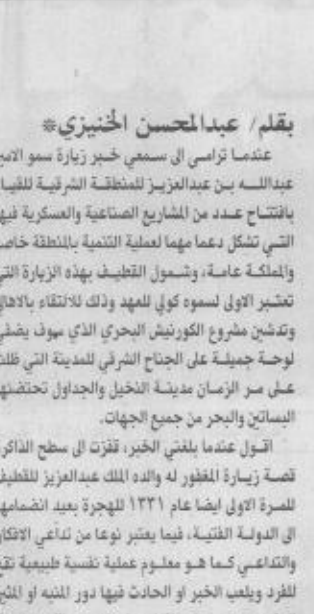 بقلم/ عبدالمحسن الخنيزي*
عندما ترامى الى سمعي خبر زيارة سمو الامير
عبدالله بن عبدالعزيز للمنطقة الشرقية للقيا
بافتتاح عدد من المشاريع الصناعية والعسكرية فيها
التي تشكل دعما مهما لعملية التنمية بالمنطقة خاصة
والمملكة عامة، وشمول القطيف بهذه الزيارة التي
تعتبر الاولى لسموه كولي للعهد وذلك للالتقاء بالاهالي
وتدشين مشروع الكورنيش البحري الذي سوف يضفي
لوحة جميلة على الجناح الشرقي للمدينة التي ظلت
على مر الزمان مدينة النخيل والجداول تحتضنها
البساتين والبحر من جميع الجهات.
اقول عندما بلغني الخبر، قفزت الى سطح الذاكرة
قصة زيارة المغفور له والده الملك عبدالعزيز للقطيف
للمرة الاولى ايضا عام ١٣٣١ للهجرة بعيد انضمامها
الى الدولة الفتية، فيما يعتبر نوعا من تداعي الافكار
والتداعي كما هو معلوم عملية نفسية طبيعية تقع
للفرد ويلعب الخبر او الحادث فيها دور المنبه او المثير